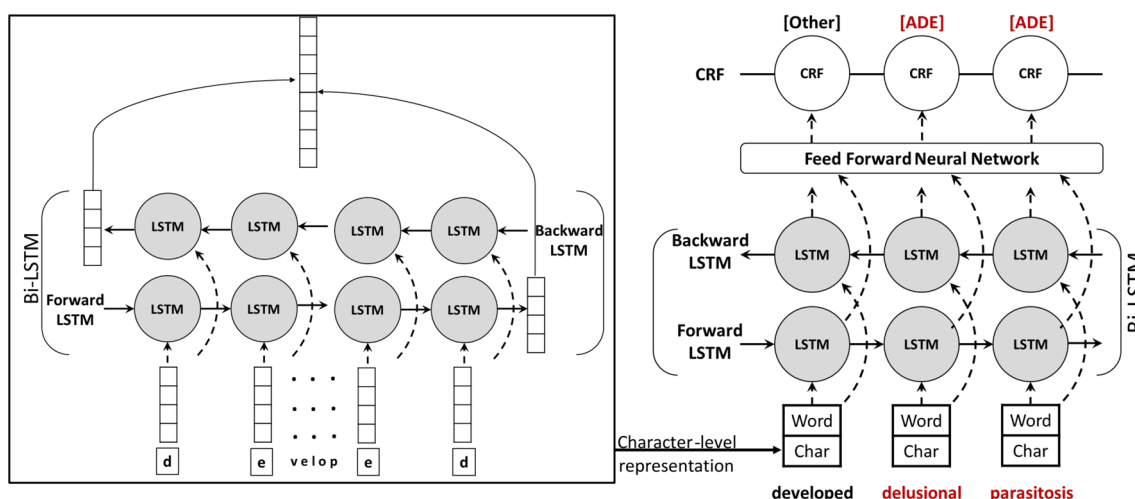 Bi-LSTM
LSTM LSTM LSTM LSTM
Backward
LSTM
Forward
LSTM
LSTM LSTM LSTM LSTM
d e v e l o p e d
[Other] [ADE] [ADE]
CRF CRF CRF CRF
Feed Forward Neural Network
Backward
LSTM
LSTM LSTM LSTM
Forward
LSTM
LSTM LSTM LSTM
Bi-LSTM
Word Word Word
Char Char Char
Character-level
representation
developed delusional parasitosis